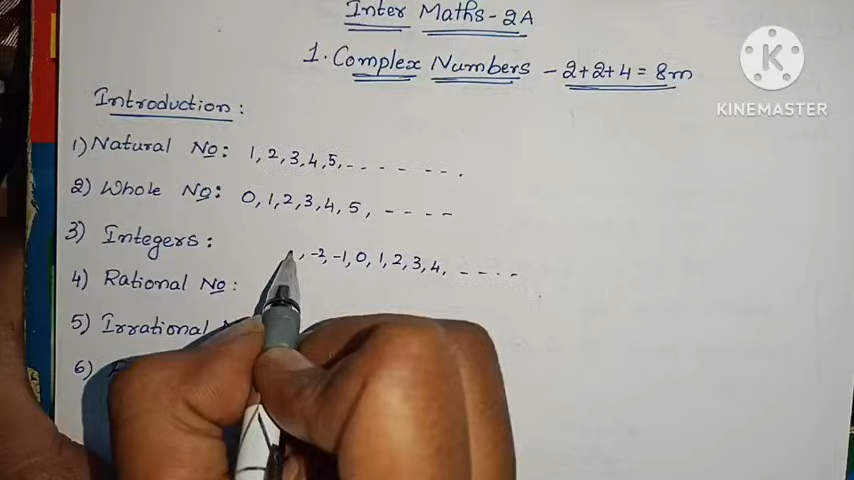 Inter Maths-2A
1. Complex Numbers - 2+2+4 = 8m
KINEMASTER
Introduction:
1) Natural No: 1, 2, 3, 4, 5, - - - - - - - .
2) Whole No: 0, 1, 2, 3, 4, 5, - - - -
3) Integers: , -2, -1, 0, 1, 2, 3, 4, - - - -
4) Rational No:
5) Irrational
6)